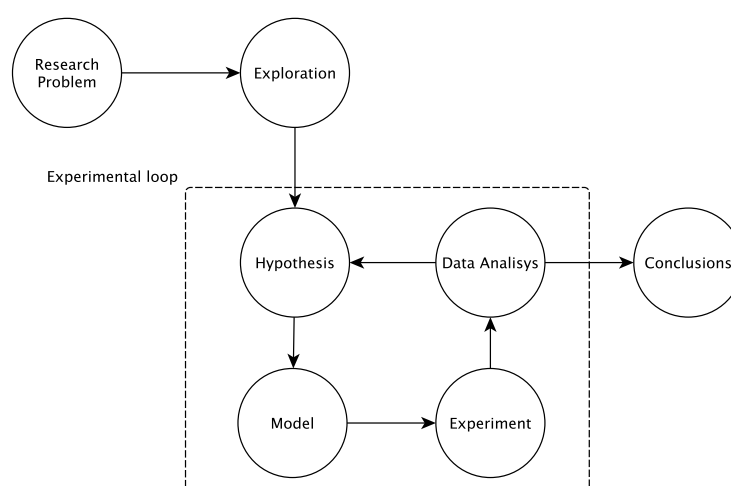 Research
Problem
Exploration
Experimental loop
Hypothesis
Data Analisys
Conclusions
Model
Experiment